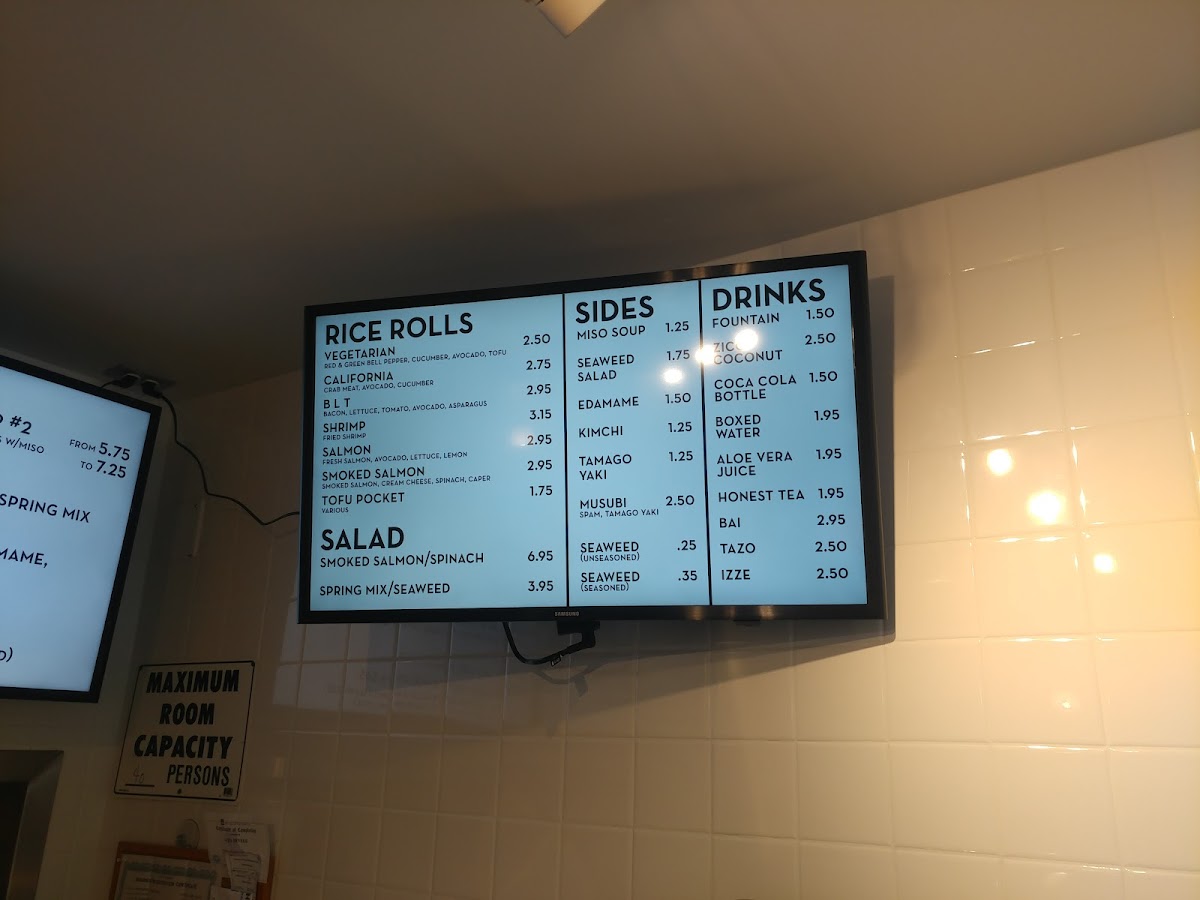 #2
W/MISO
FROM 5.75
TO 7.25
SPRING MIX
MAME,
RICE ROLLS
VEGETARIAN 2.50
RED & GREEN BELL PEPPER, CUCUMBER, AVOCADO, TOFU
CALIFORNIA 2.75
CRAB MEAT, AVOCADO, CUCUMBER
B L T 2.95
BACON, LETTUCE, TOMATO, AVOCADO, ASPARAGUS
SHRIMP 3.15
FRIED SHRIMP
SALMON 2.95
FRESH SALMON, AVOCADO, LETTUCE, LEMON
SMOKED SALMON 2.95
SMOKED SALMON, CREAM CHEESE, SPINACH, CAPER
TOFU POCKET 1.75
VARIOUS
SALAD
SMOKED SALMON/SPINACH 6.95
SPRING MIX/SEAWEED 3.95
SIDES
MISO SOUP 1.25
SEAWEED 1.75
SALAD
EDAMAME 1.50
KIMCHI 1.25
TAMAGO 1.25
YAKI
MUSUBI 2.50
SPAM, TAMAGO YAKI
SEAWEED .25
(UNSEASONED)
SEAWEED .35
(SEASONED)
DRINKS
FOUNTAIN 1.50
ZICO 2.50
COCONUT
COCA COLA 1.50
BOTTLE
BOXED 1.95
WATER
ALOE VERA 1.95
JUICE
HONEST TEA 1.95
BAI 2.95
TAZO 2.50
IZZE 2.50
SAMSUNG
MAXIMUM
ROOM
CAPACITY
40 PERSONS